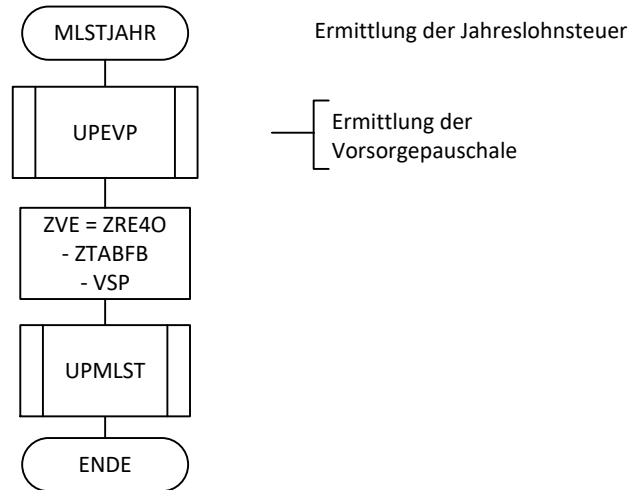 MLSTJAHR
Ermittlung der Jahreslohnsteuer
UPEVP
Ermittlung der
Vorsorgepauschale
ZVE = ZRE4O
- ZTABFB
- VSP
UPMLST
ENDE